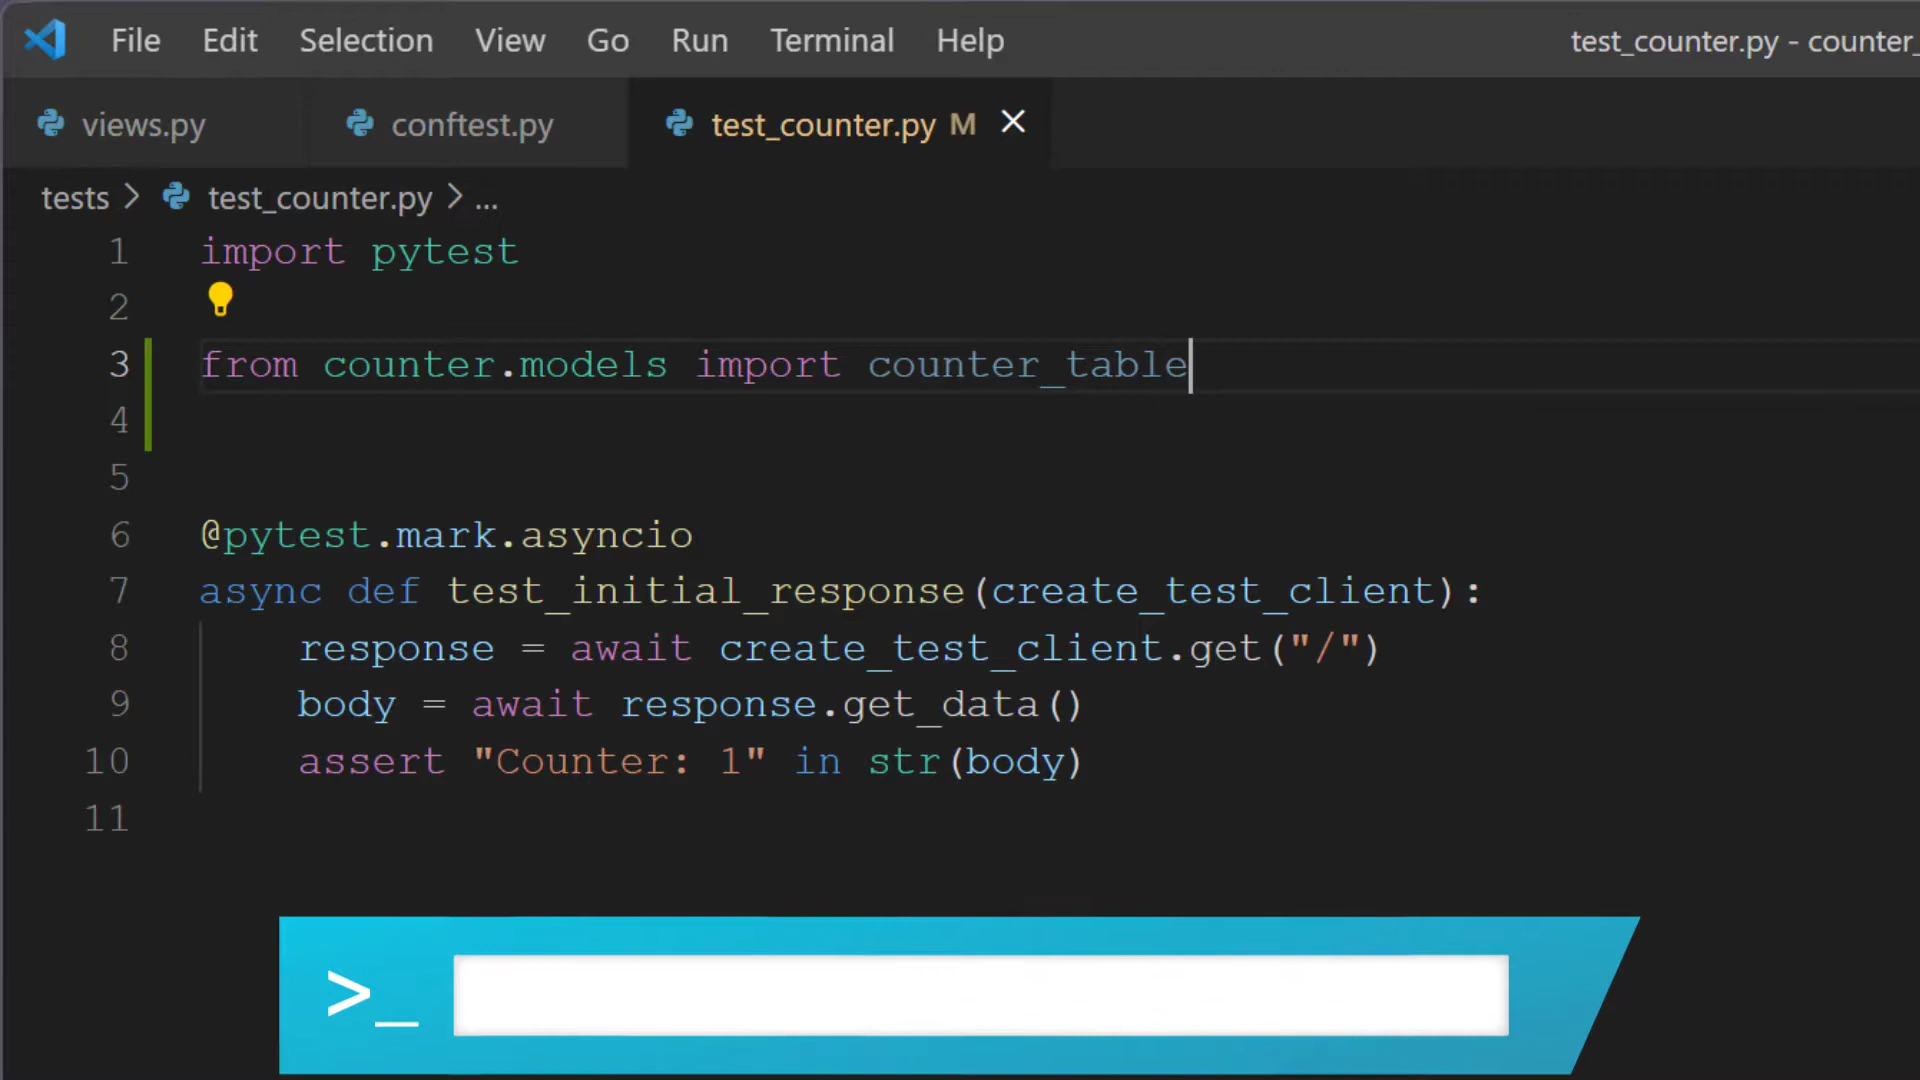 File Edit Selection View Go Run Terminal Help test_counter.py - counter_
views.py conftest.py test_counter.py M
tests > test_counter.py > ...
1 import pytest
2
3 from counter.models import counter_table
4
5
6 @pytest.mark.asyncio
7 async def test_initial_response(create_test_client):
8     response = await create_test_client.get("/")
9     body = await response.get_data()
10     assert "Counter: 1" in str(body)
11
>_